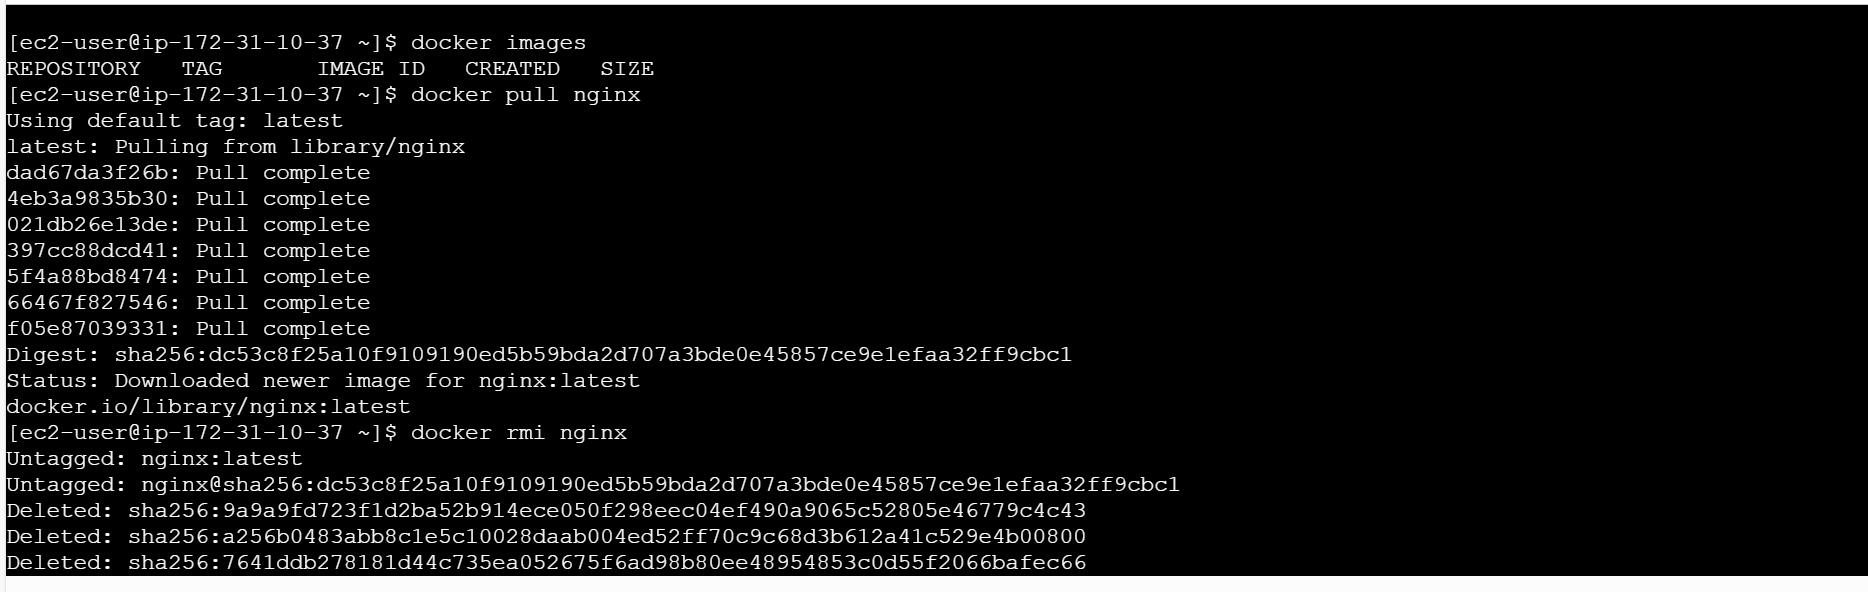 [ec2-user@ip-172-31-10-37 ~]$ docker images
REPOSITORY   TAG       IMAGE ID   CREATED   SIZE
[ec2-user@ip-172-31-10-37 ~]$ docker pull nginx
Using default tag: latest
latest: Pulling from library/nginx
dad67da3f26b: Pull complete
4eb3a9835b30: Pull complete
021db26e13de: Pull complete
397cc88dcd41: Pull complete
5f4a88bd8474: Pull complete
66467f827546: Pull complete
f05e87039331: Pull complete
Digest: sha256:dc53c8f25a10f9109190ed5b59bda2d707a3bde0e45857ce9e1efaa32ff9cbc1
Status: Downloaded newer image for nginx:latest
docker.io/library/nginx:latest
[ec2-user@ip-172-31-10-37 ~]$ docker rmi nginx
Untagged: nginx:latest
Untagged: nginx@sha256:dc53c8f25a10f9109190ed5b59bda2d707a3bde0e45857ce9e1efaa32ff9cbc1
Deleted: sha256:9a9a9fd723f1d2ba52b914ece050f298eec04ef490a9065c52805e46779c4c43
Deleted: sha256:a256b0483abb8c1e5c10028daab004ed52ff70c9c68d3b612a41c529e4b00800
Deleted: sha256:7641ddb278181d44c735ea052675f6ad98b80ee48954853c0d55f2066bafec66